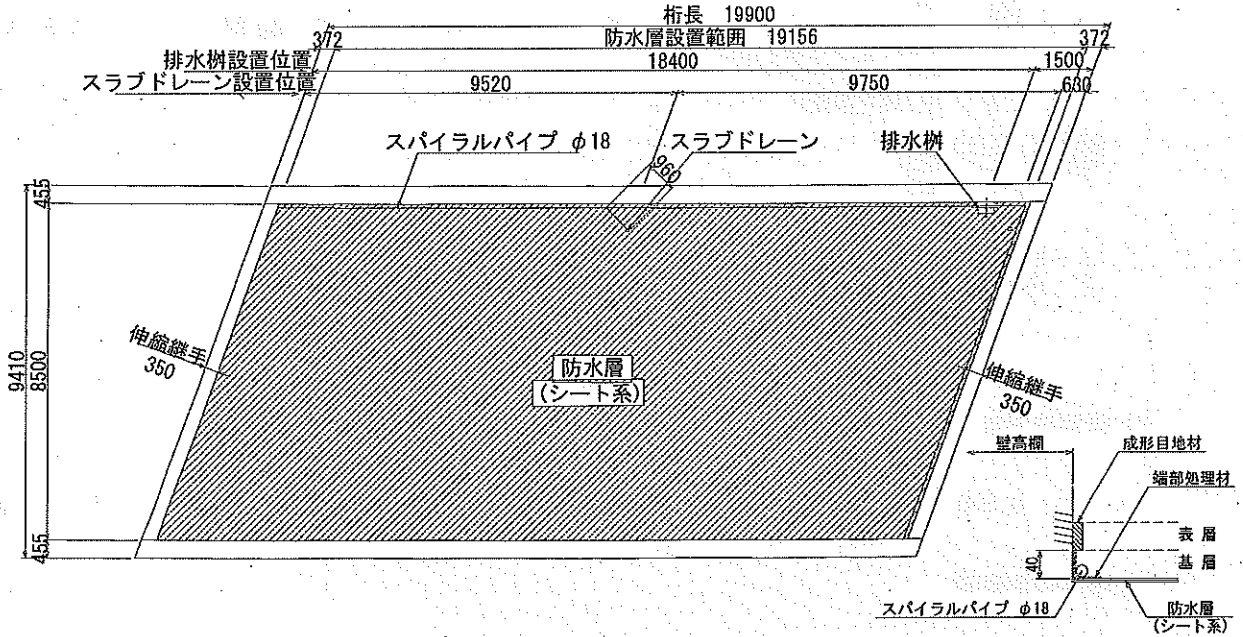 桁長 19900
372 防水層設置範囲 19156 372
排水桝設置位置 18400 1500
スラブドレーン設置位置 9520 9750 630
スパイラルパイプ φ18
スラブドレーン
排水桝
960
455
9410
8500
455
伸縮継手
350
防水層
(シート系)
伸縮継手
350
壁高欄
成形目地材
端部処理材
表層
基層
40
スパイラルパイプ φ18
防水層
(シート系)